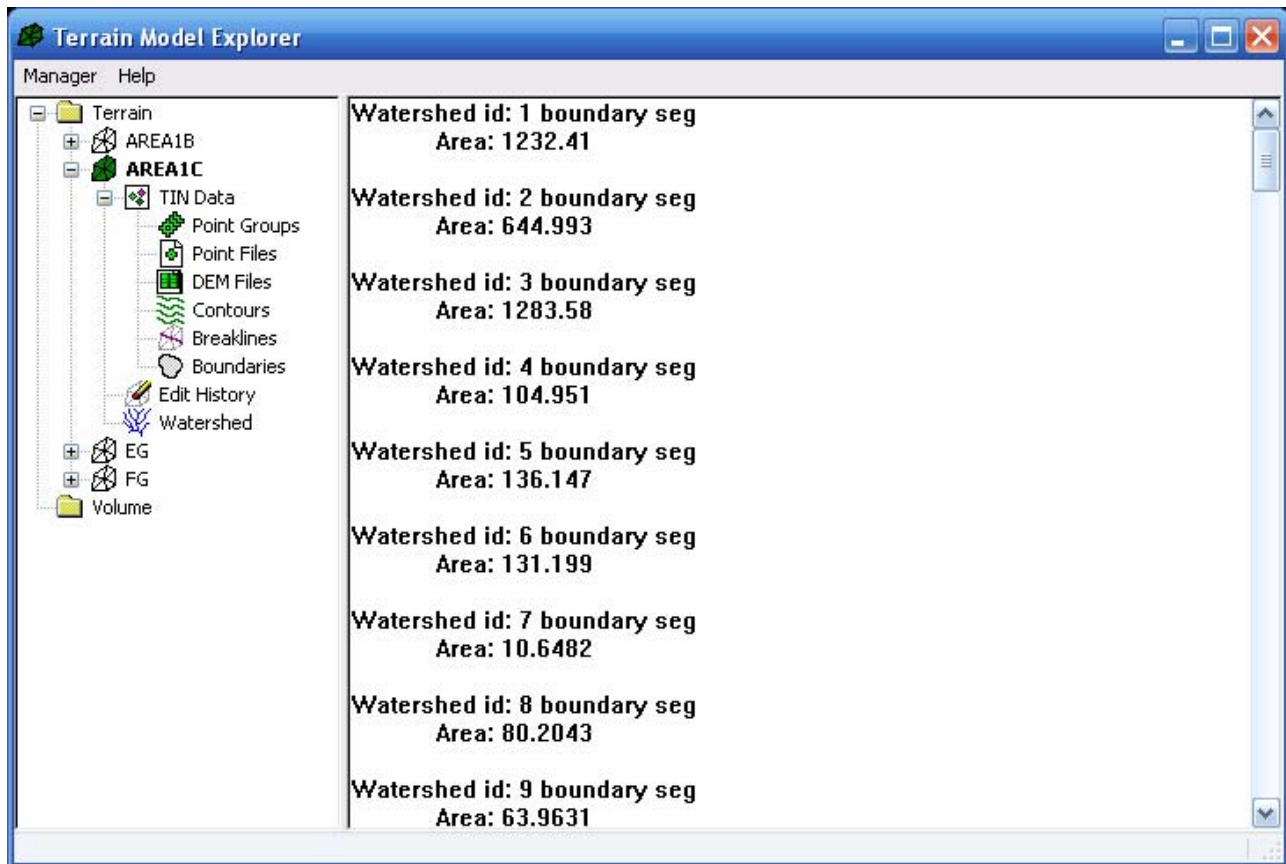 Terrain Model Explorer
Manager Help
Terrain
AREA1B
AREA1C
TIN Data
Point Groups
Point Files
DEM Files
Contours
Breaklines
Boundaries
Edit History
Watershed
EG
FG
Volume
Watershed id: 1 boundary seg
Area: 1232.41
Watershed id: 2 boundary seg
Area: 644.993
Watershed id: 3 boundary seg
Area: 1283.58
Watershed id: 4 boundary seg
Area: 104.951
Watershed id: 5 boundary seg
Area: 136.147
Watershed id: 6 boundary seg
Area: 131.199
Watershed id: 7 boundary seg
Area: 10.6482
Watershed id: 8 boundary seg
Area: 80.2043
Watershed id: 9 boundary seg
Area: 63.9631